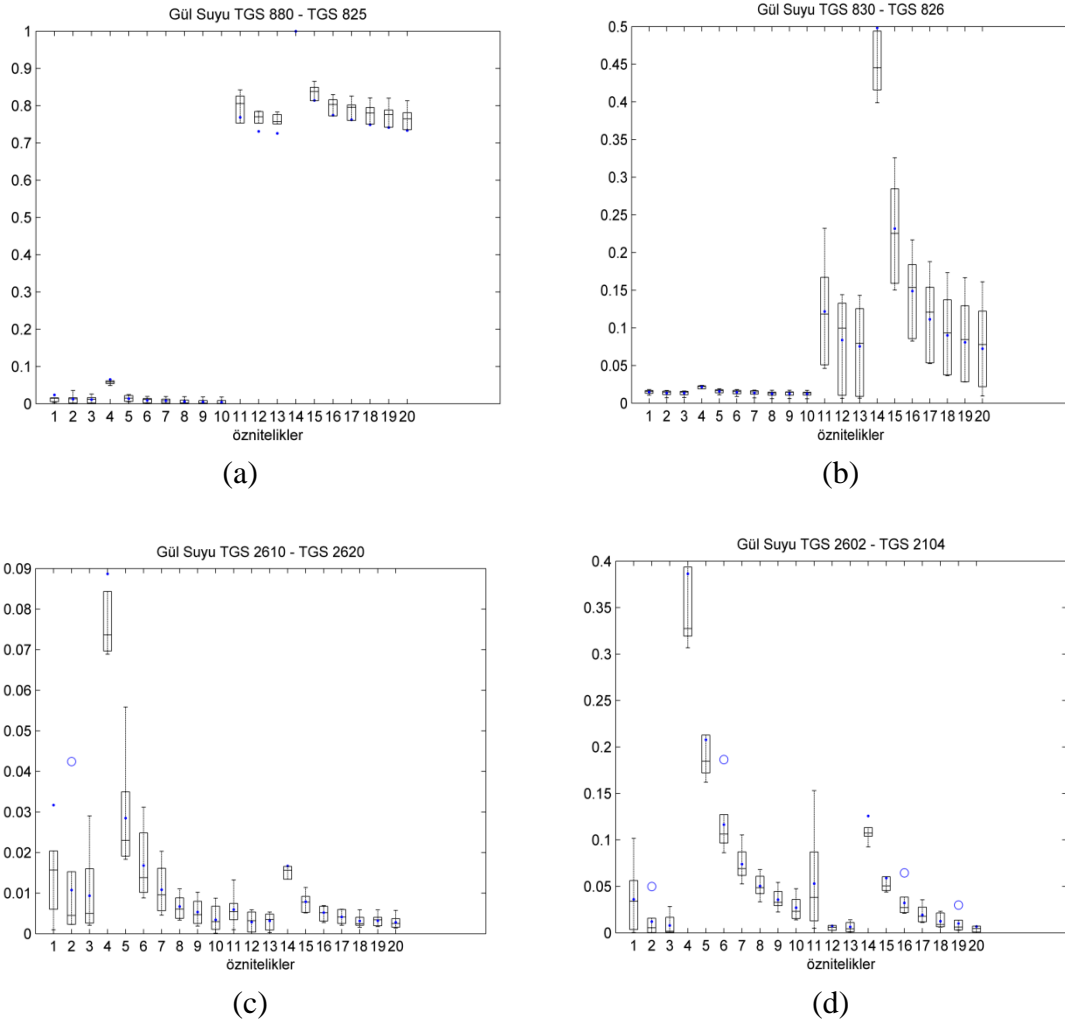 Gül Suyu TGS 880 - TGS 825
1
0.9
0.8
0.7
0.6
0.5
0.4
0.3
0.2
0.1
0
1 2 3 4 5 6 7 8 9 10 11 12 13 14 15 16 17 18 19 20
öznitelikler
(a)
Gül Suyu TGS 830 - TGS 826
0.5
0.45
0.4
0.35
0.3
0.25
0.2
0.15
0.1
0.05
0
1 2 3 4 5 6 7 8 9 10 11 12 13 14 15 16 17 18 19 20
öznitelikler
(b)
Gül Suyu TGS 2610 - TGS 2620
0.09
0.08
0.07
0.06
0.05
0.04
0.03
0.02
0.01
0
1 2 3 4 5 6 7 8 9 10 11 12 13 14 15 16 17 18 19 20
öznitelikler
(c)
Gül Suyu TGS 2602 - TGS 2104
0.4
0.35
0.3
0.25
0.2
0.15
0.1
0.05
0
1 2 3 4 5 6 7 8 9 10 11 12 13 14 15 16 17 18 19 20
öznitelikler
(d)